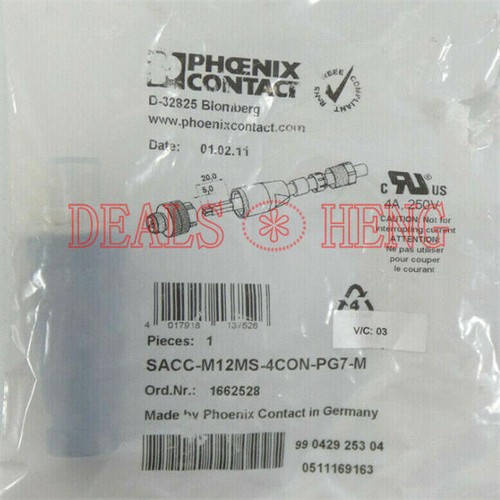 PHŒNIX
CONTACT
D-32825 Blomberg
www.phoenixcontact.com
Date: 01.02.11
RoHS WEEE COMPLIANT
20,0
5,0
C RU US
4A, 250V
CAUTION: Not for
interrupting current
ATTENTION:
Ne pas utiliser
pour couper
le courant
DEALS HENG
4 017918 137526
Pieces: 1
V/C: 03
SACC-M12MS-4CON-PG7-M
Ord.Nr.: 1662528
Made by Phoenix Contact in Germany
99 0429 253 04
0511169163